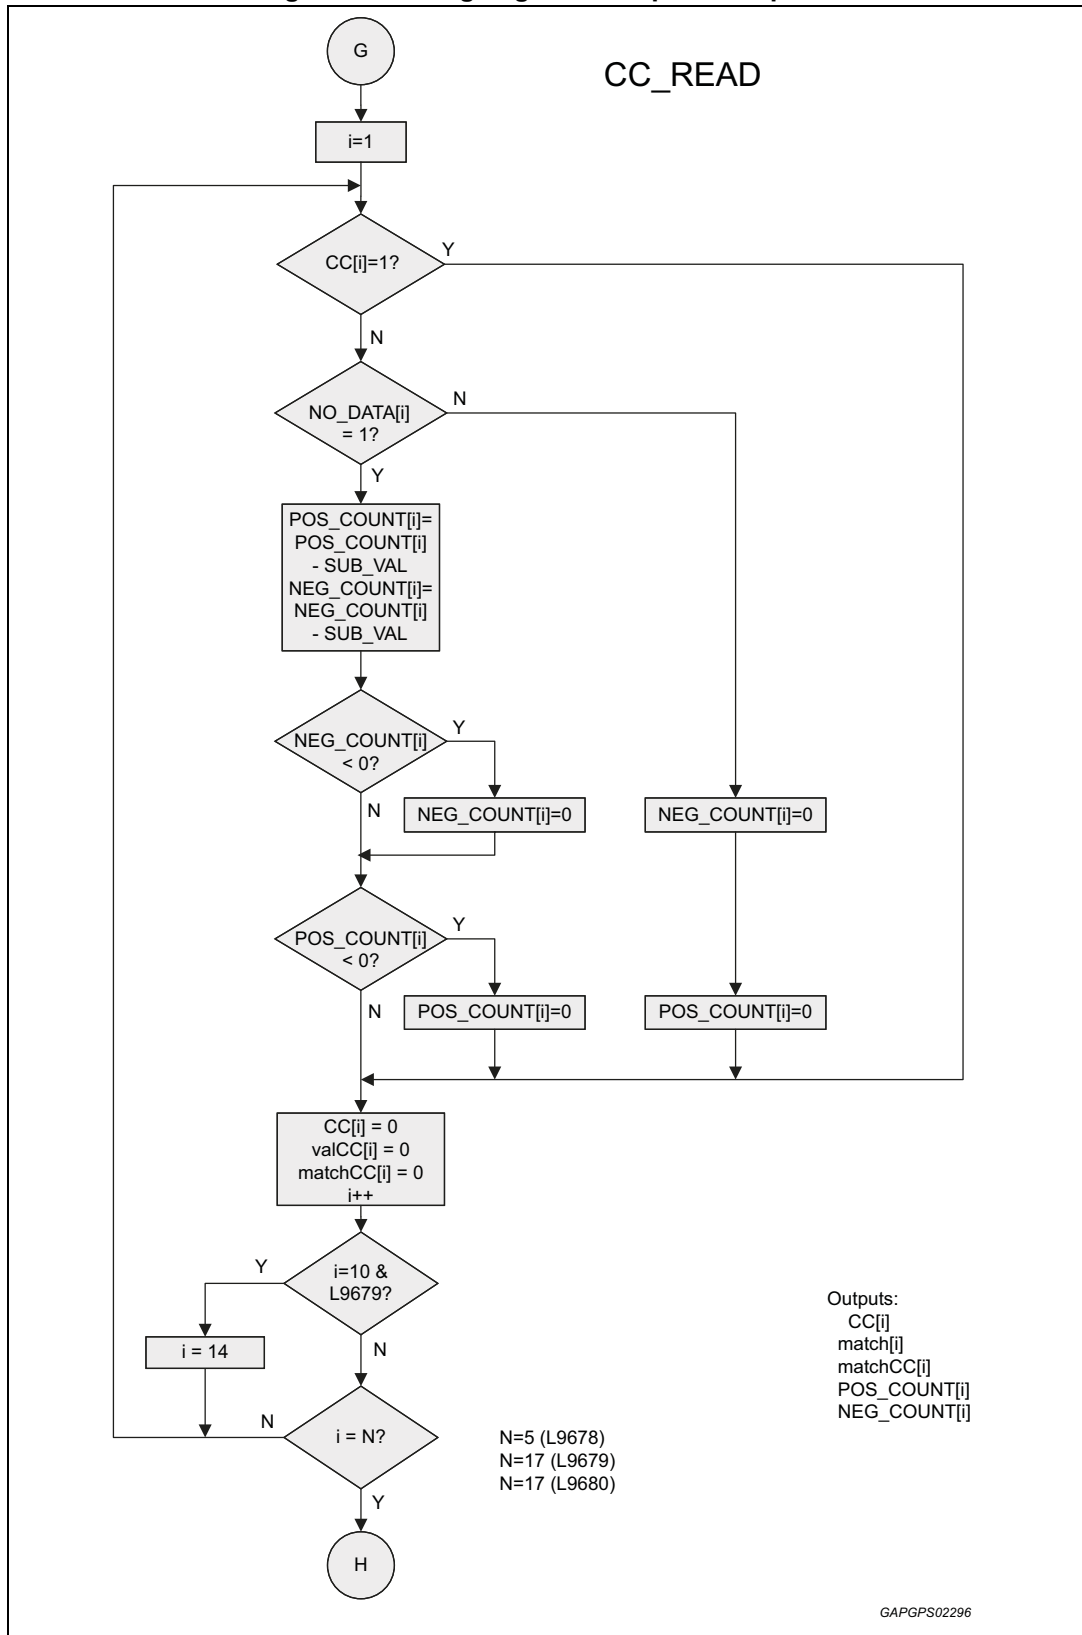 G
CC_READ
i=1
CC[i]=1?
Y
N
NO_DATA[i]
= 1?
N
Y
POS_COUNT[i]=
POS_COUNT[i]
- SUB_VAL
NEG_COUNT[i]=
NEG_COUNT[i]
- SUB_VAL
NEG_COUNT[i]
< 0?
Y
N
NEG_COUNT[i]=0
NEG_COUNT[i]=0
POS_COUNT[i]
< 0?
Y
N
POS_COUNT[i]=0
POS_COUNT[i]=0
CC[i] = 0
valCC[i] = 0
matchCC[i] = 0
i++
Y
i=10 &
L9679?
N
i = 14
N
i = N?
Y
N=5 (L9678)
N=17 (L9679)
N=17 (L9680)
Outputs:
CC[i]
match[i]
matchCC[i]
POS_COUNT[i]
NEG_COUNT[i]
H
GAPGPS02296